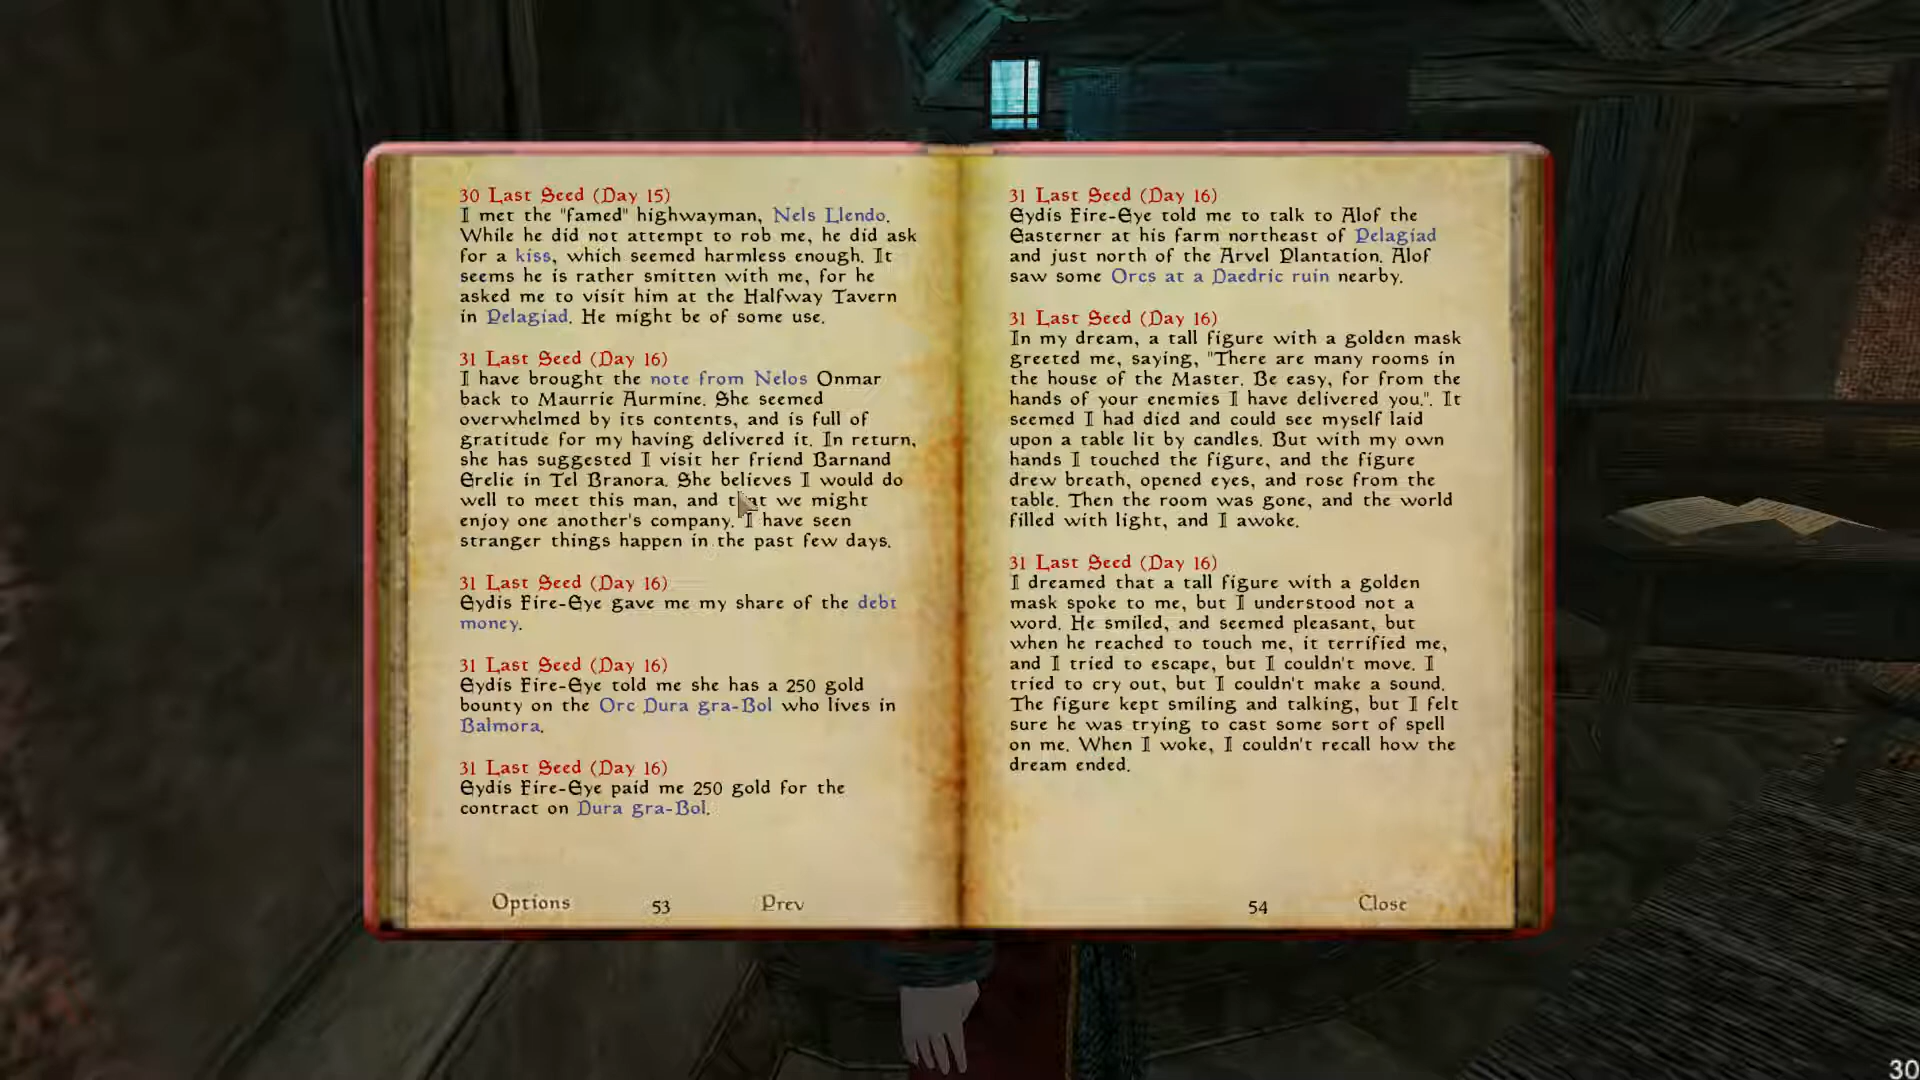 30 Last Seed (Day 15)
I met the "famed" highwayman, Nels Llendo.
While he did not attempt to rob me, he did ask
for a kiss, which seemed harmless enough. It
seems he is rather smitten with me, for he
asked me to visit him at the Halfway Tavern
in Pelagiad. He might be of some use.
31 Last Seed (Day 16)
I have brought the note from Nelos Onmar
back to Maurrie Aurmine. She seemed
overwhelmed by its contents, and is full of
gratitude for my having delivered it. In return,
she has suggested I visit her friend Barnand
Erelie in Tel Branora. She believes I would do
well to meet this man, and that we might
enjoy one another's company. I have seen
stranger things happen in the past few days.
31 Last Seed (Day 16)
Eydis Fire-Eye gave me my share of the debt
money.
31 Last Seed (Day 16)
Eydis Fire-Eye told me she has a 250 gold
bounty on the Orc Dura gra-Bol who lives in
Balmora.
31 Last Seed (Day 16)
Eydis Fire-Eye paid me 250 gold for the
contract on Dura gra-Bol.
Options 53 Prev
31 Last Seed (Day 16)
Eydis Fire-Eye told me to talk to Alof the
Easterner at his farm northeast of Pelagiad
and just north of the Arvel Plantation. Alof
saw some Orcs at a Daedric ruin nearby.
31 Last Seed (Day 16)
In my dream, a tall figure with a golden mask
greeted me, saying, "There are many rooms in
the house of the Master. Be easy, for from the
hands of your enemies I have delivered you.". It
seemed I had died and could see myself laid
upon a table lit by candles. But with my own
hands I touched the figure, and the figure
drew breath, opened eyes, and rose from the
table. Then the room was gone, and the world
filled with light, and I awoke.
31 Last Seed (Day 16)
I dreamed that a tall figure with a golden
mask spoke to me, but I understood not a
word. He smiled, and seemed pleasant, but
when he reached to touch me, it terrified me,
and I tried to escape, but I couldn't move. I
tried to cry out, but I couldn't make a sound.
The figure kept smiling and talking, but I felt
sure he was trying to cast some sort of spell
on me. When I woke, I couldn't recall how the
dream ended.
54 Close
30